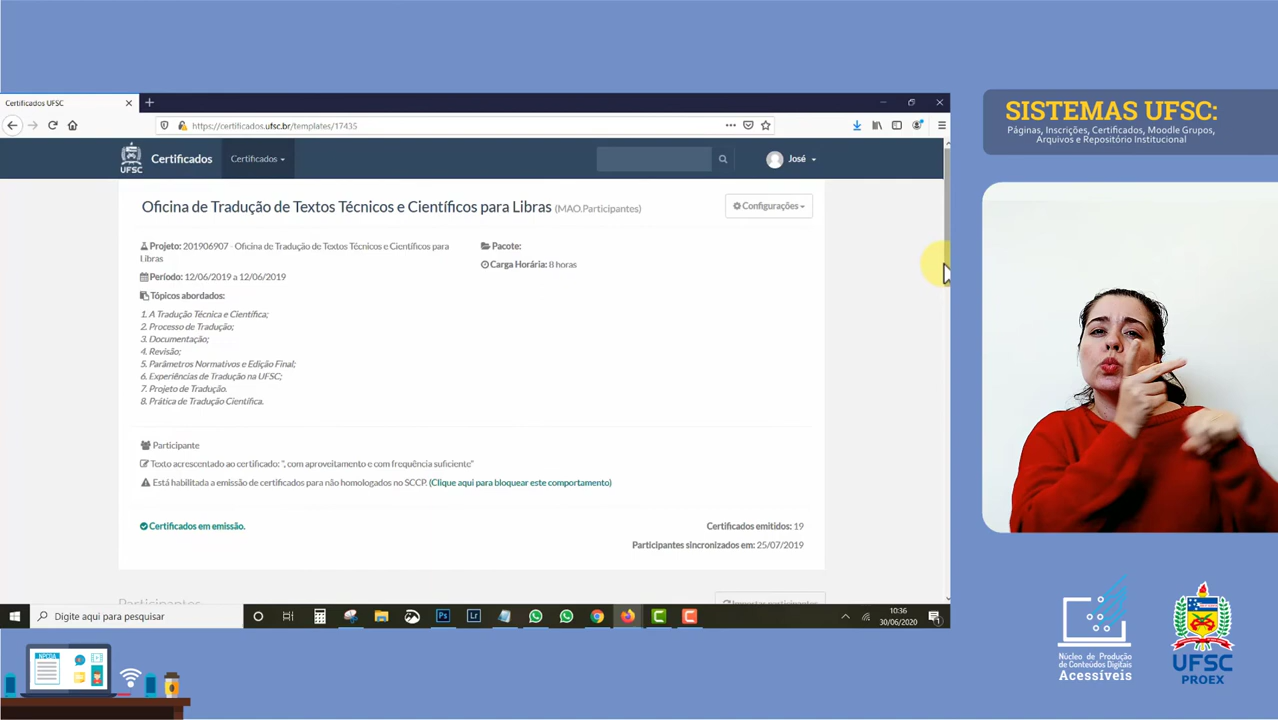 Certificados UFSC
https://certificados.ufsc.br/templates/17435
UFSC
Certificados
Certificados
José
Oficina de Tradução de Textos Técnicos e Científicos para Libras (MAO.Participantes)
Configurações
Projeto: 201906907 - Oficina de Tradução de Textos Técnicos e Científicos para
Libras
Período: 12/06/2019 a 12/06/2019
Tópicos abordados:
1. A Tradução Técnica e Científica;
2. Processo de Tradução;
3. Documentação;
4. Revisão;
5. Parâmetros Normativos e Edição Final;
6. Experiências de Tradução na UFSC;
7. Projeto de Tradução.
8. Prática de Tradução Científica.
Pacote:
Carga Horária: 8 horas
Participante
Texto acrescentado ao certificado: ", com aproveitamento e com frequência suficiente"
Está habilitada a emissão de certificados para não homologados no SCCP. (Clique aqui para bloquear este comportamento)
Certificados em emissão.
Certificados emitidos: 19
Participantes sincronizados em: 25/07/2019
Participantes
Importar participantes
Digite aqui para pesquisar
Ps
Lr
10:36
30/06/2020
SISTEMAS UFSC:
Páginas, Inscrições, Certificados, Moodle Grupos,
Arquivos e Repositório Institucional
NPCDA
Núcleo de Produção
de Conteúdos Digitais
Acessíveis
UFSC
PROEX